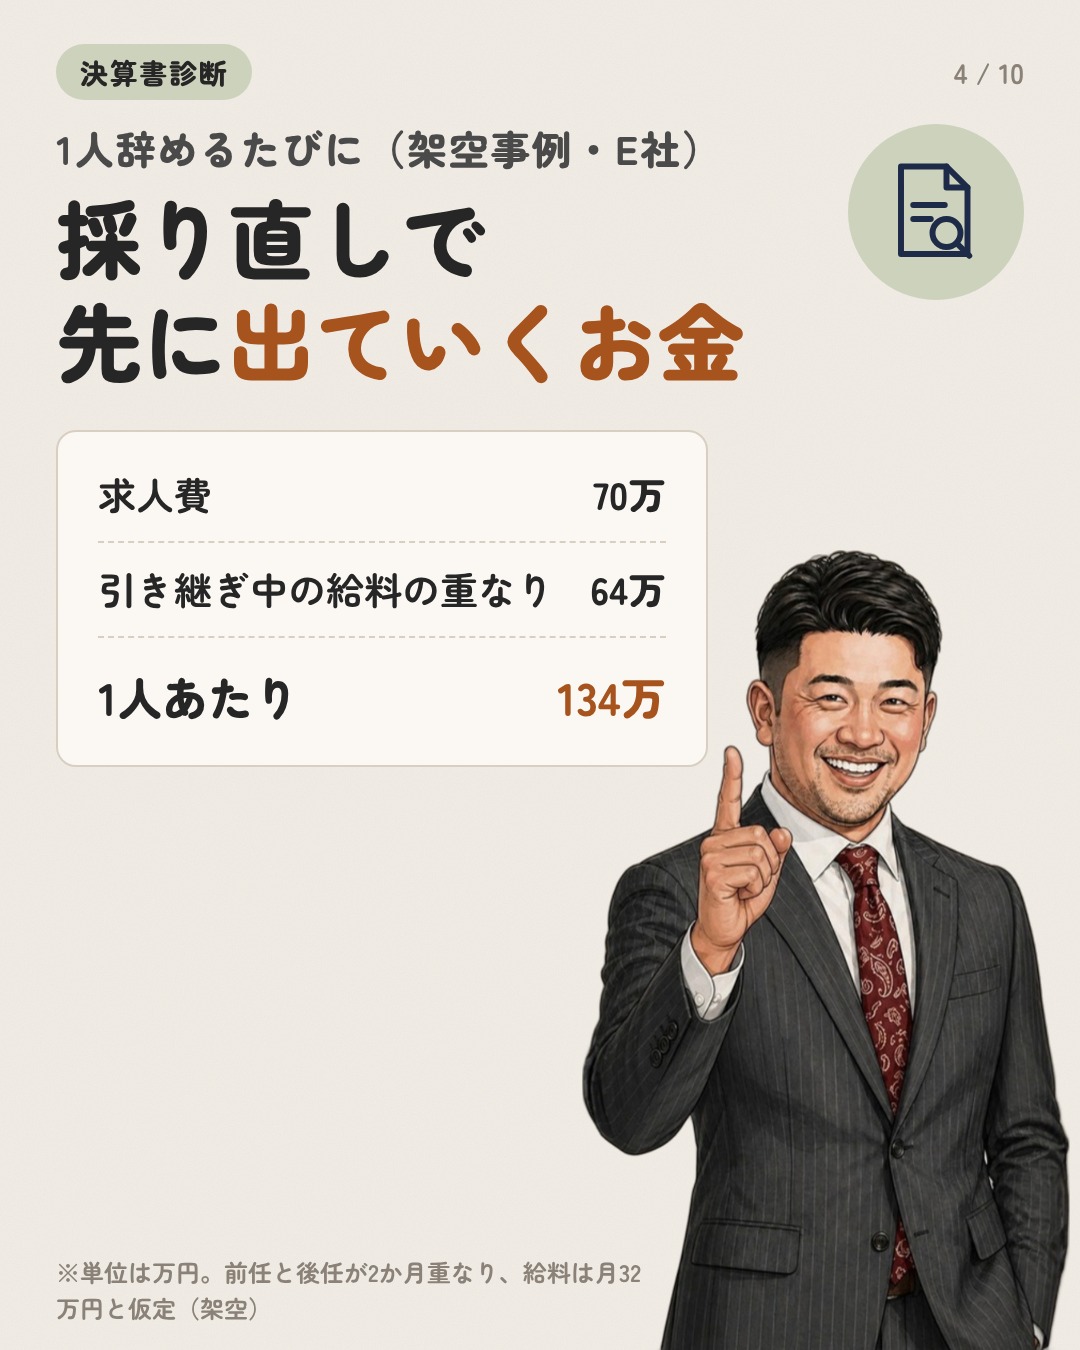 決算書診断
4 / 10
1人辞めるたびに（架空事例・E社）
採り直しで
先に出ていくお金
求人費 70万
引き継ぎ中の給料の重なり 64万
1人あたり 134万
※単位は万円。前任と後任が2か月重なり、給料は月32
万円と仮定（架空）